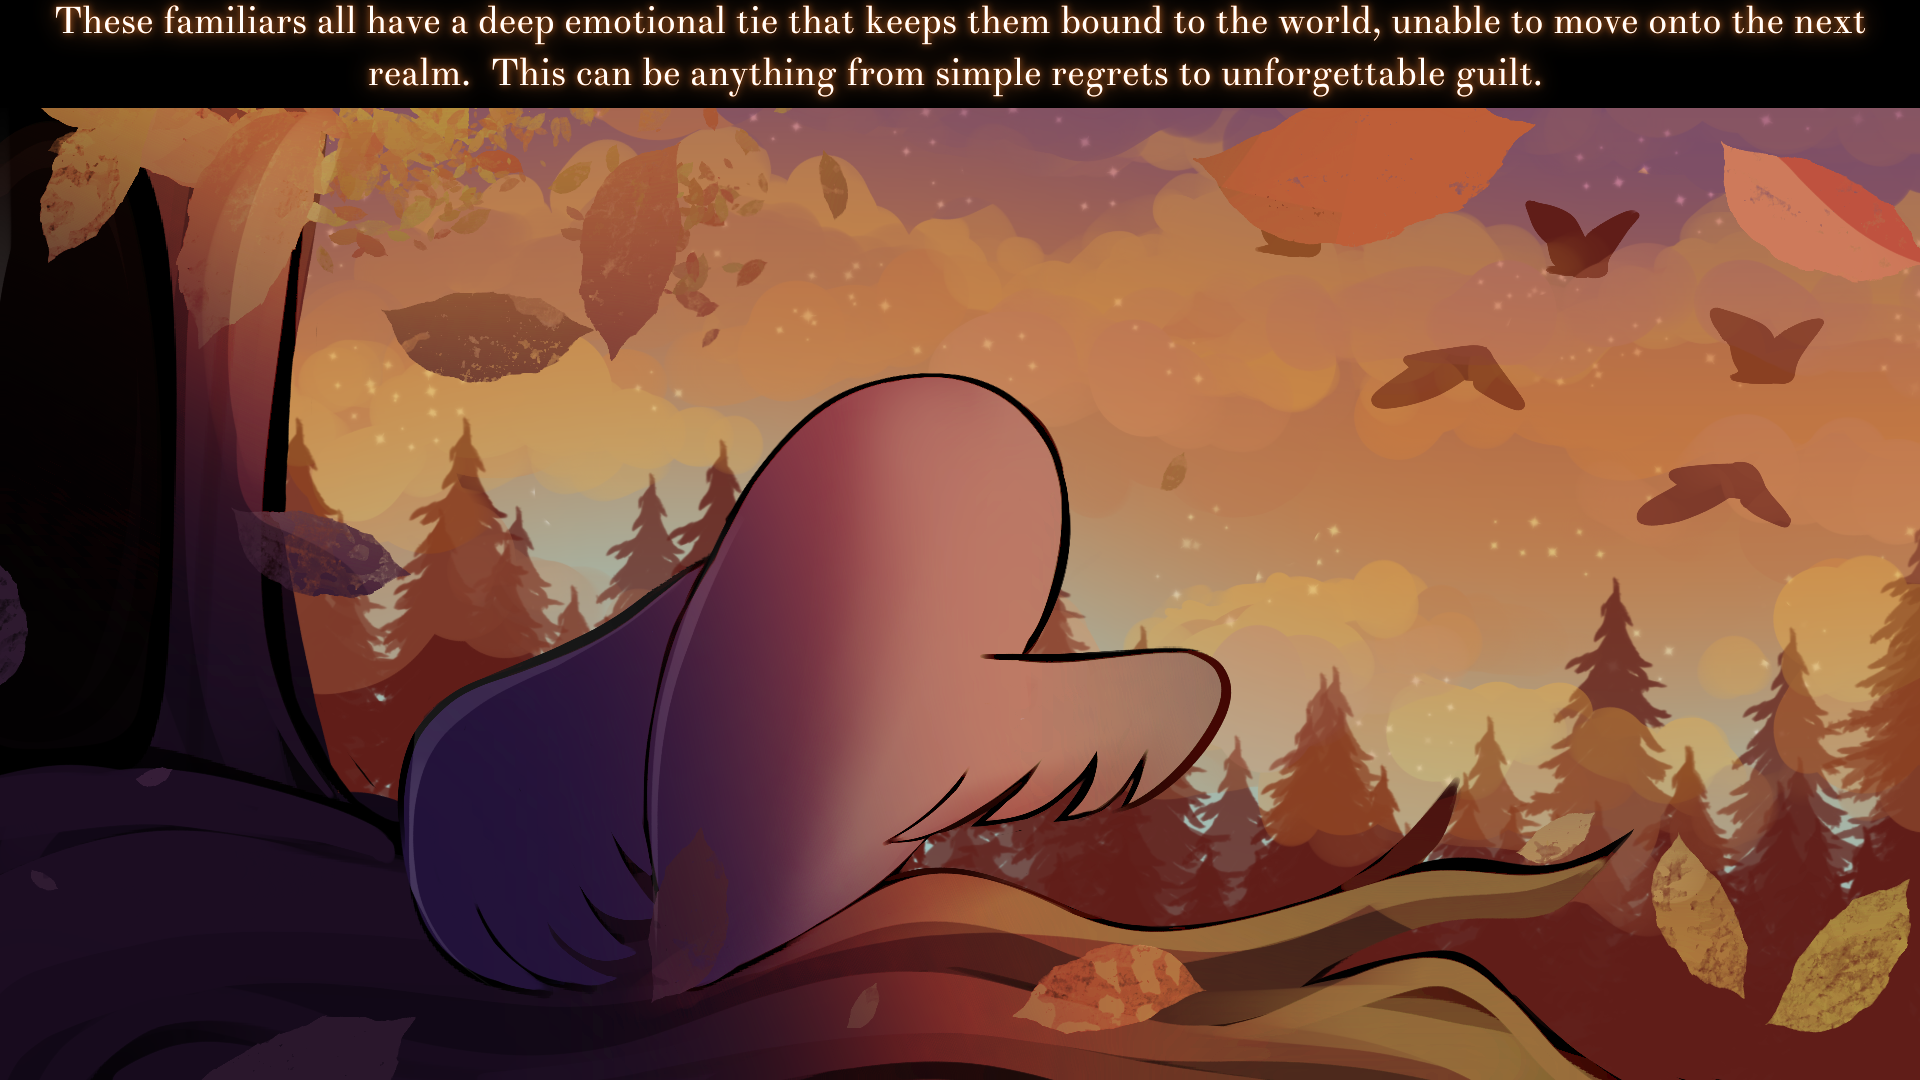 These familiars all have a deep emotional tie that keeps them bound to the world, unable to move onto the next
realm.  This can be anything from simple regrets to unforgettable guilt.